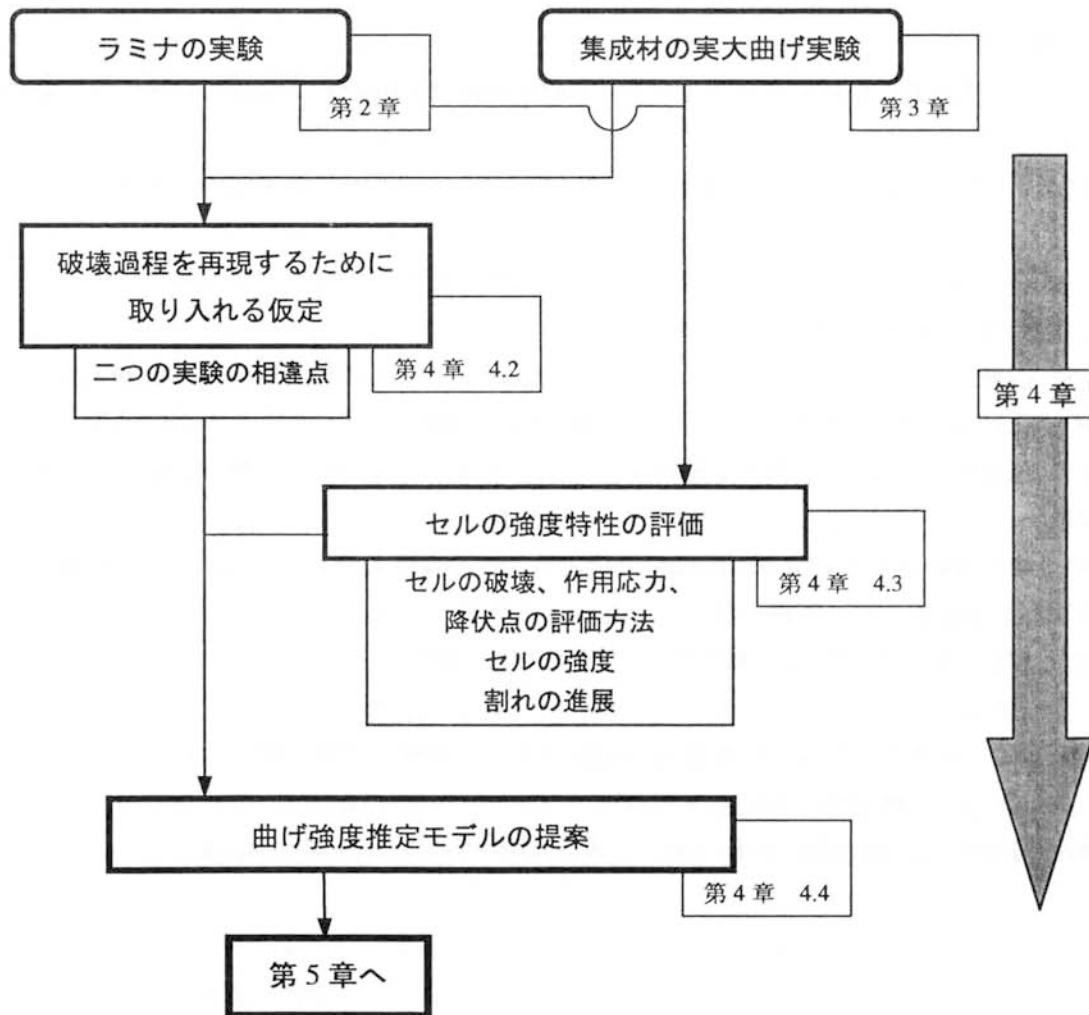 ラミナの実験
集成材の実大曲げ実験
第2章
第3章
破壊過程を再現するために
取り入れる仮定
二つの実験の相違点
第4章 4.2
第4章
セルの強度特性の評価
セルの破壊、作用応力、
降伏点の評価方法
セルの強度
割れの進展
第4章 4.3
曲げ強度推定モデルの提案
第4章 4.4
第5章へ